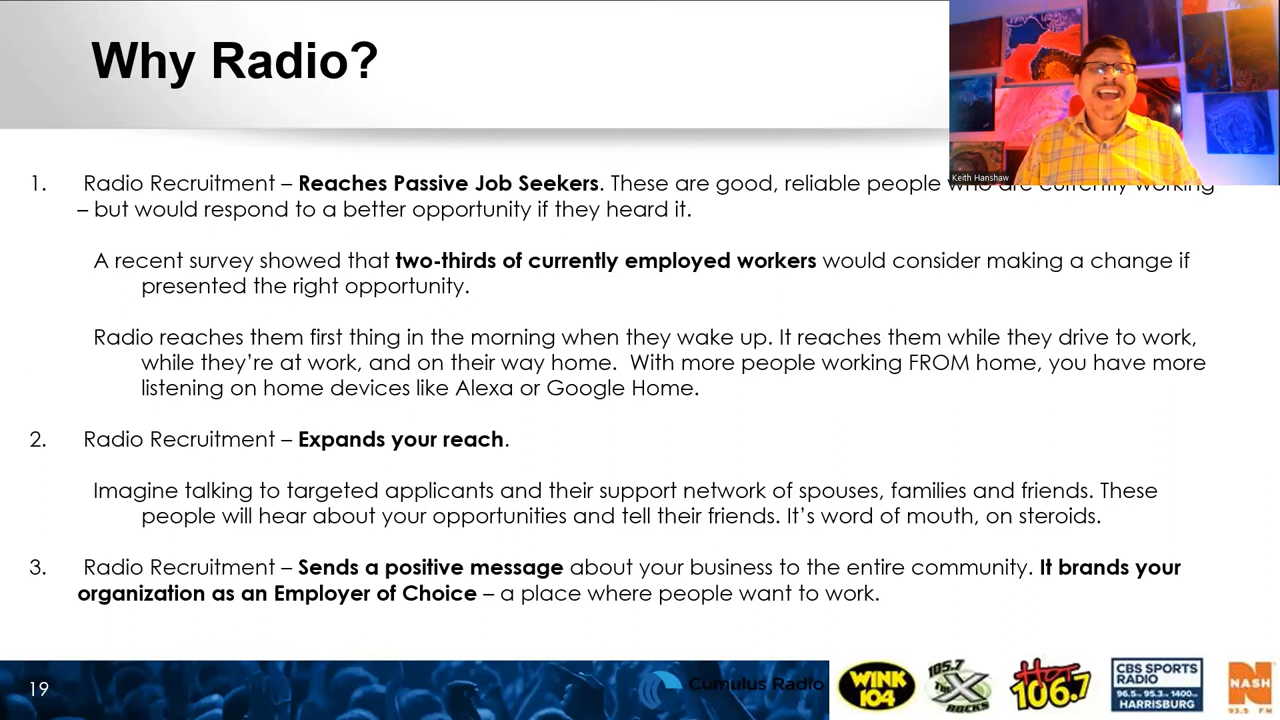 Why Radio?
Keith Hanshaw
1. Radio Recruitment – Reaches Passive Job Seekers. These are good, reliable people who are currently working
– but would respond to a better opportunity if they heard it.
A recent survey showed that two-thirds of currently employed workers would consider making a change if
presented the right opportunity.
Radio reaches them first thing in the morning when they wake up. It reaches them while they drive to work,
while they're at work, and on their way home. With more people working FROM home, you have more
listening on home devices like Alexa or Google Home.
2. Radio Recruitment – Expands your reach.
Imagine talking to targeted applicants and their support network of spouses, families and friends. These
people will hear about your opportunities and tell their friends. It's word of mouth, on steroids.
3. Radio Recruitment – Sends a positive message about your business to the entire community. It brands your
organization as an Employer of Choice – a place where people want to work.
19
Cumulus Radio
WINK
104
105.7
THE X
ROCKS
HOT
106.7
CBS SPORTS
RADIO
96.5FM 95.3FM 1400AM
HARRISBURG
NASH
93.5 FM